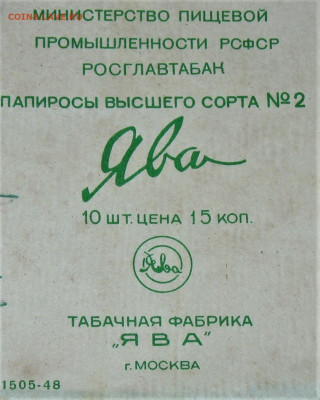 МИНИСТЕРСТВО ПИЩЕВОЙ
ПРОМЫШЛЕННОСТИ РСФСР
РОСГЛАВТАБАК
ПАПИРОСЫ ВЫСШЕГО СОРТА №2
Ява
10 ШТ. ЦЕНА 15 КОП.
Ява
ТАБАЧНАЯ ФАБРИКА
„ЯВА"
г. МОСКВА
1505-48